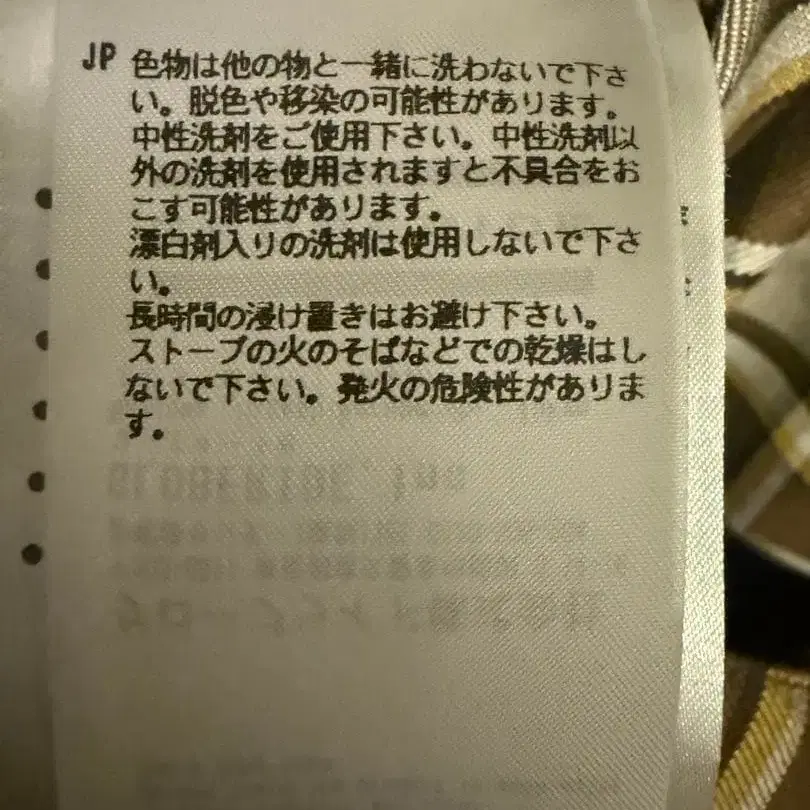 JP 色物は他の物と一緒に洗わないで下さ
い。脱色や移染の可能性があります。
中性洗剤をご使用下さい。中性洗剤以
外の洗剤を使用されますと不具合をお
こす可能性があります。
漂白剤入りの洗剤は使用しないで下さ
い。
長時間の浸け置きはお避け下さい。
ストーブの火のそばなどでの乾燥はし
ないで下さい。発火の危険性がありま
す。